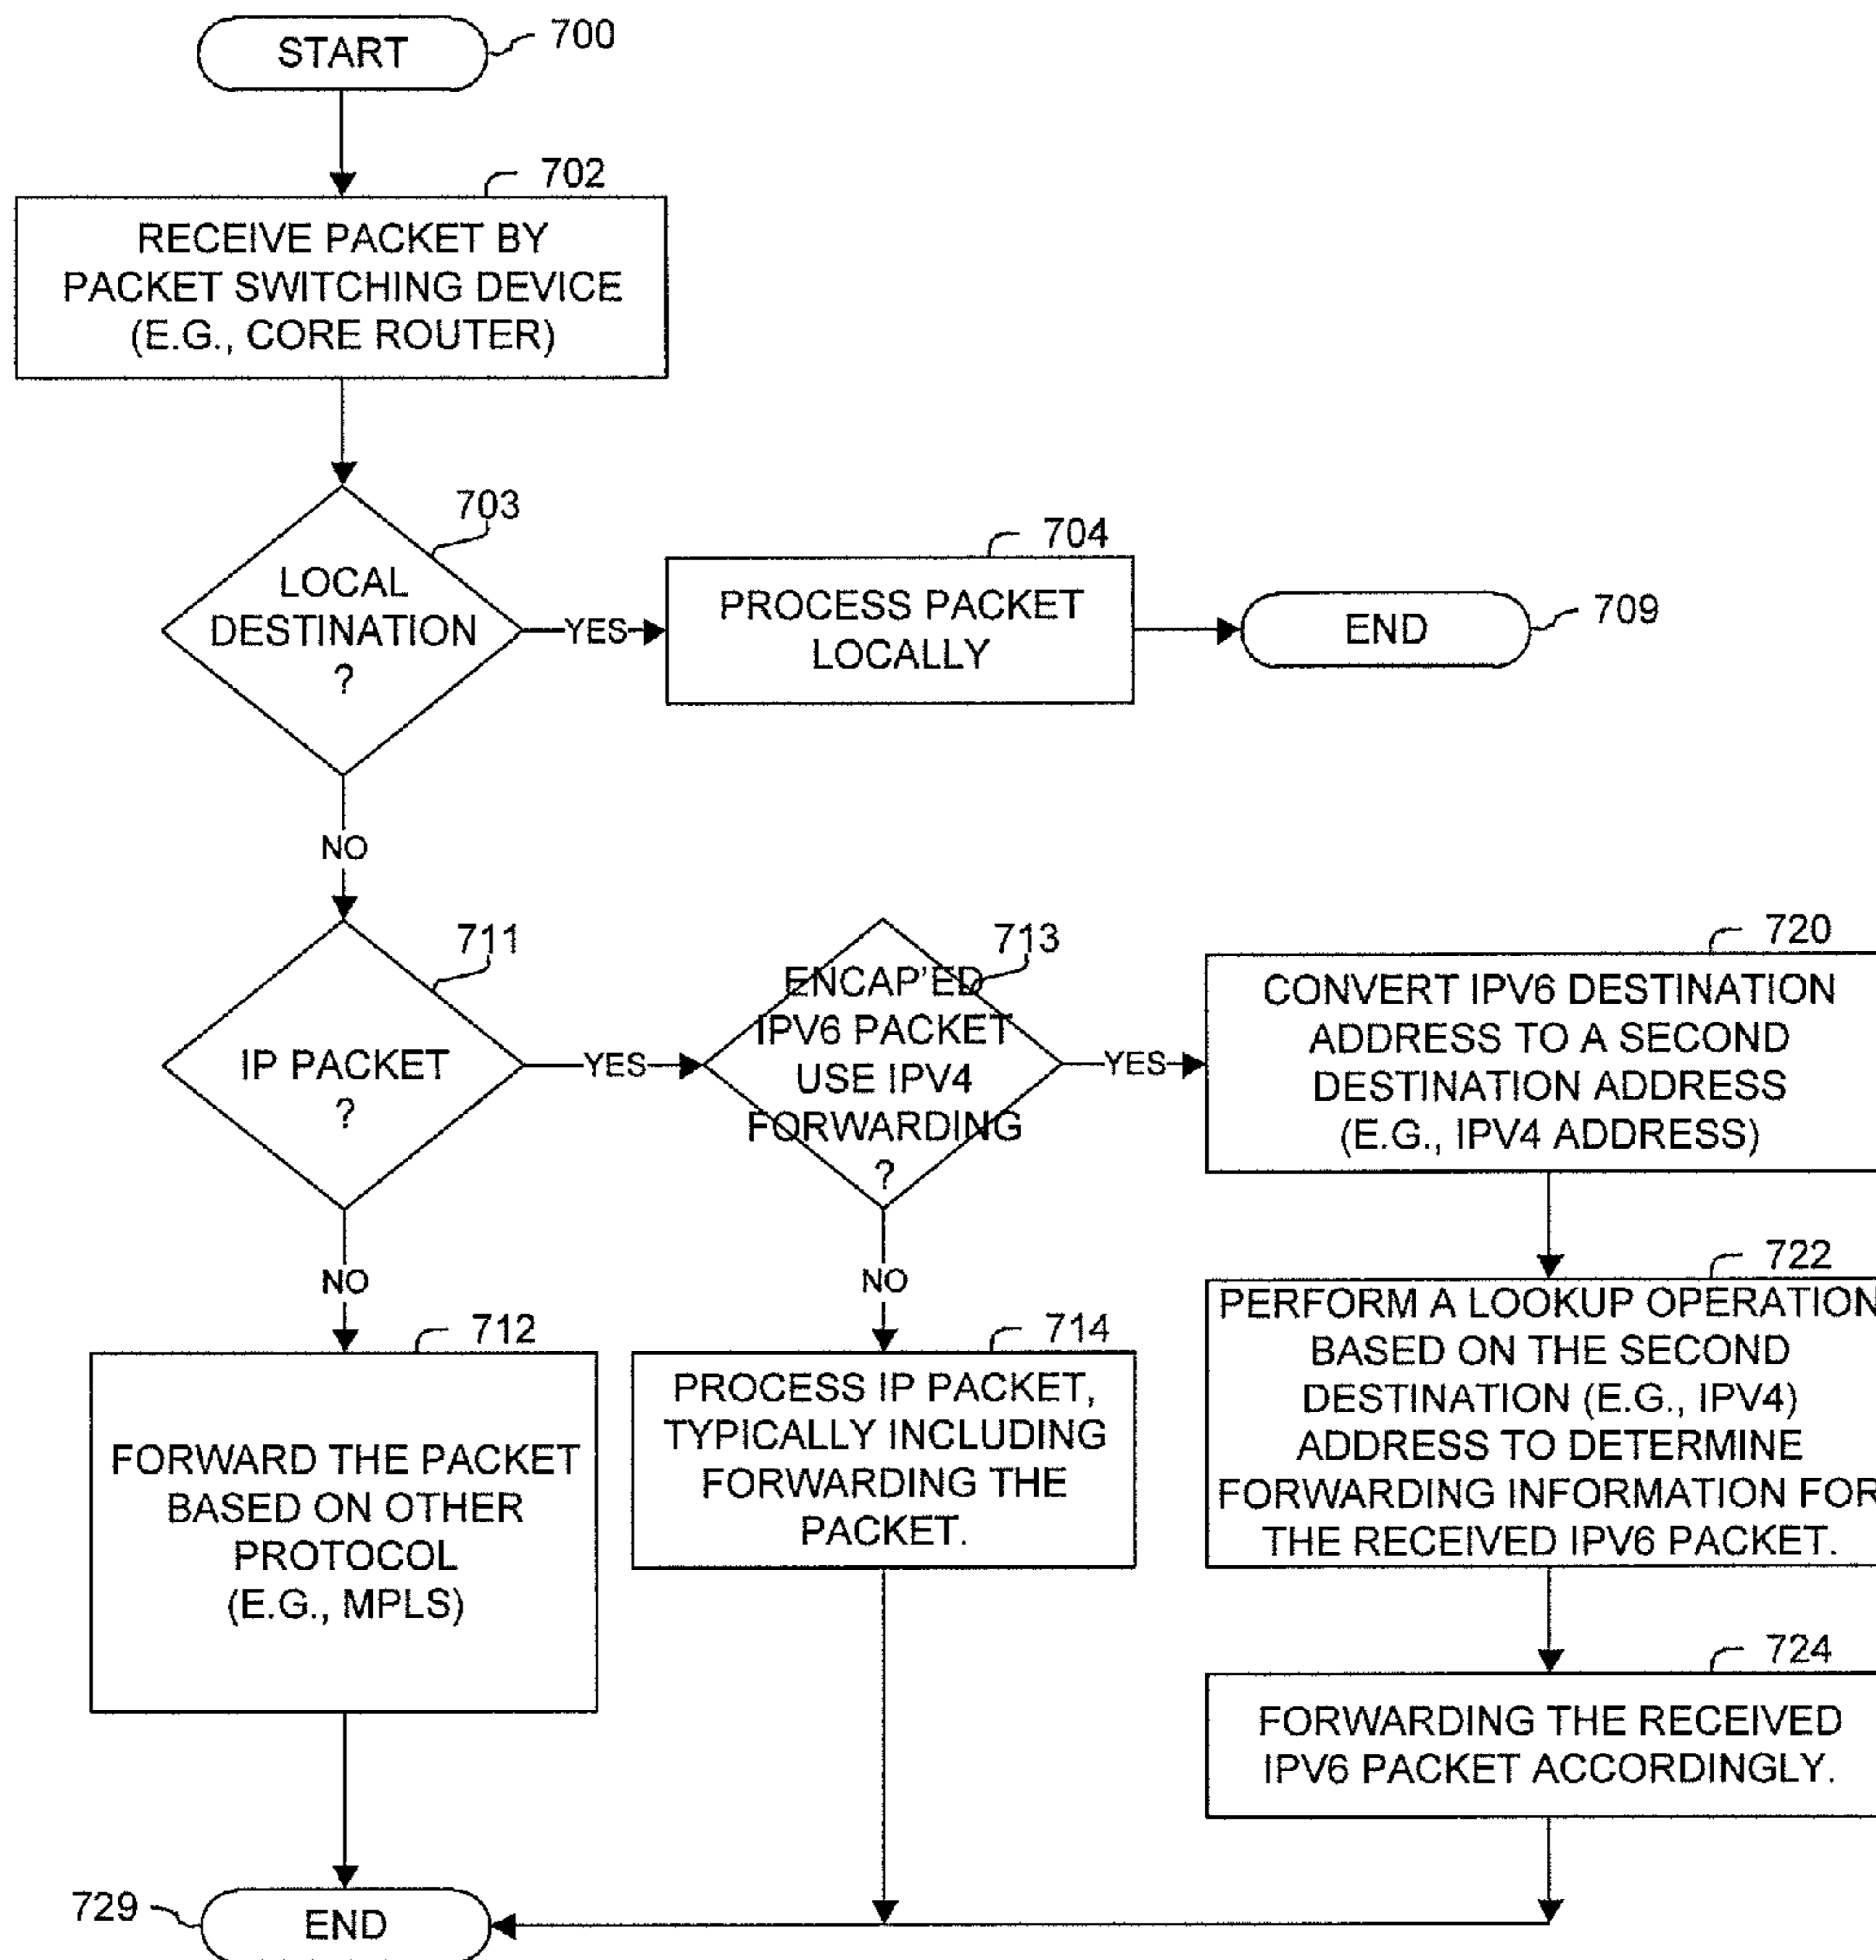 START
700
702
RECEIVE PACKET BY
PACKET SWITCHING DEVICE
(E.G., CORE ROUTER)
703
LOCAL
DESTINATION
?
YES
704
PROCESS PACKET
LOCALLY
END
709
NO
711
IP PACKET
?
YES
713
ENCAP'ED
IPV6 PACKET
USE IPV4
FORWARDING
?
YES
720
CONVERT IPV6 DESTINATION
ADDRESS TO A SECOND
DESTINATION ADDRESS
(E.G., IPV4 ADDRESS)
NO
712
FORWARD THE PACKET
BASED ON OTHER
PROTOCOL
(E.G., MPLS)
NO
714
PROCESS IP PACKET,
TYPICALLY INCLUDING
FORWARDING THE
PACKET.
722
PERFORM A LOOKUP OPERATION
BASED ON THE SECOND
DESTINATION (E.G., IPV4)
ADDRESS TO DETERMINE
FORWARDING INFORMATION FOR
THE RECEIVED IPV6 PACKET.
724
FORWARDING THE RECEIVED
IPV6 PACKET ACCORDINGLY.
729
END